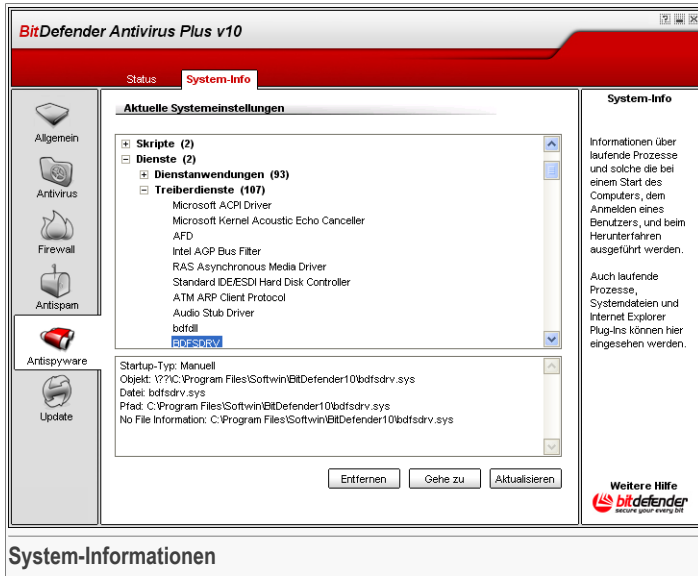 BitDefender Antivirus Plus v10
Status System-Info
Allgemein
Antivirus
Firewall
Antispam
Antispyware
Update
Aktuelle Systemeinstellungen
Skripte (2)
Dienste (2)
Dienstanwendungen (93)
Treiberdienste (107)
Microsoft ACPI Driver
Microsoft Kernel Acoustic Echo Canceller
AFD
Intel AGP Bus Filter
RAS Asynchronous Media Driver
Standard IDE/ESDI Hard Disk Controller
ATM ARP Client Protocol
Audio Stub Driver
bdfdll
BDFSDRV
Startup-Typ: Manuell
Objekt: \??\C:\Program Files\Softwin\BitDefender10\bdfsdrv.sys
Datei: bdfsdrv.sys
Pfad: C:\Program Files\Softwin\BitDefender10\bdfsdrv.sys
No File Information: C:\Program Files\Softwin\BitDefender10\bdfsdrv.sys
Entfernen Gehe zu Aktualisieren
System-Info
Informationen über
laufende Prozesse
und solche die bei
einem Start des
Computers, dem
Anmelden eines
Benutzers, und beim
Herunterfahren
ausgeführt werden.
Auch laufende
Prozesse,
Systemdateien und
Internet Explorer
Plug-Ins können hier
eingesehen werden.
Weitere Hilfe
bitdefender
secure your every bit
System-Informationen